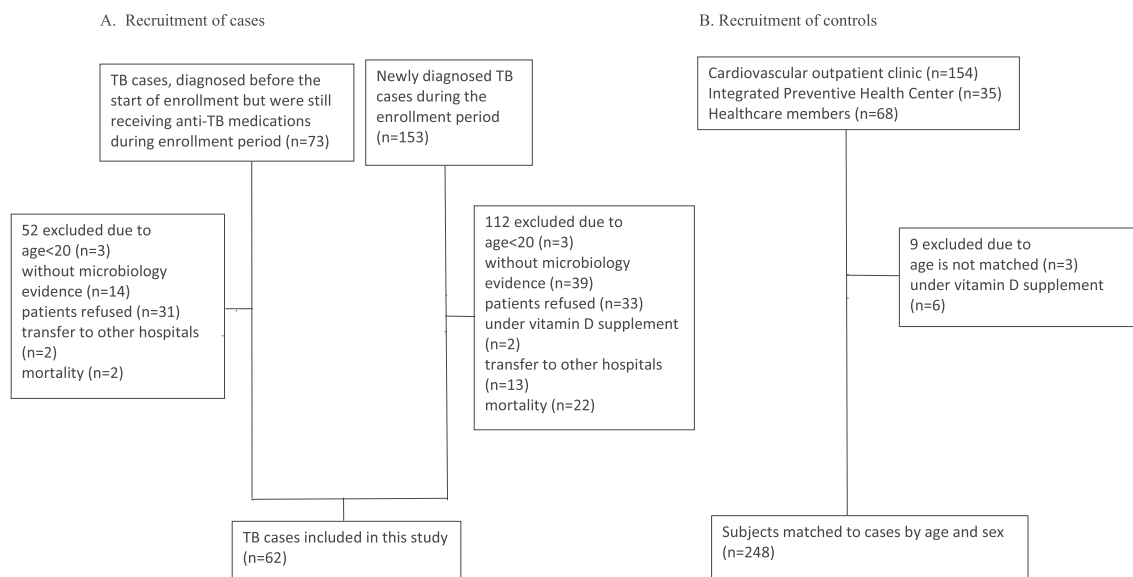 A. Recruitment of cases
TB cases, diagnosed before the
start of enrollment but were still
receiving anti-TB medications
during enrollment period (n=73)
Newly diagnosed TB
cases during the
enrollment period
(n=153)
52 excluded due to
age<20 (n=3)
without microbiology
evidence (n=14)
patients refused (n=31)
transfer to other hospitals
(n=2)
mortality (n=2)
112 excluded due to
age<20 (n=3)
without microbiology
evidence (n=39)
patients refused (n=33)
under vitamin D supplement
(n=2)
transfer to other hospitals
(n=13)
mortality (n=22)
TB cases included in this study
(n=62)
B. Recruitment of controls
Cardiovascular outpatient clinic (n=154)
Integrated Preventive Health Center (n=35)
Healthcare members (n=68)
9 excluded due to
age is not matched (n=3)
under vitamin D supplement
(n=6)
Subjects matched to cases by age and sex
(n=248)